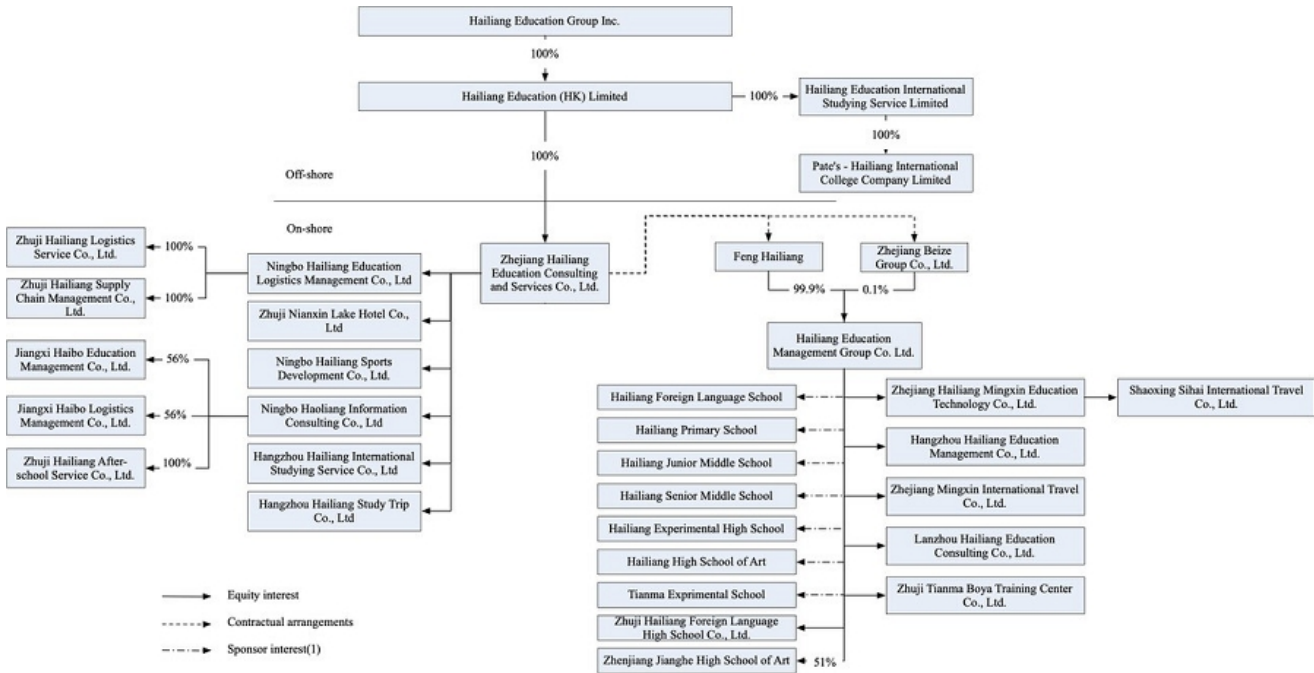 Hailiang Education Group Inc.
100%
Hailiang Education (HK) Limited
100%
Hailiang Education International
Studying Service Limited
100%
100%
Pate's - Hailiang International
College Company Limited
Off-shore
On-shore
Zhuji Hailiang Logistics
Service Co., Ltd.
100%
Zhuji Hailiang Supply
Chain Management Co.,
Ltd.
100%
Jiangxi Haibo Education
Management Co., Ltd.
56%
Jiangxi Haibo Logistics
Management Co., Ltd.
56%
Zhuji Hailiang After-
school Service Co., Ltd.
100%
Ningbo Hailiang Education
Logistics Management Co., Ltd
Zhuji Nianxin Lake Hotel Co.,
Ltd
Ningbo Hailiang Sports
Development Co., Ltd.
Ningbo Haoliang Information
Consulting Co., Ltd
Hangzhou Hailiang International
Studying Service Co., Ltd
Hangzhou Hailiang Study Trip
Co., Ltd
Zhejiang Hailiang
Education Consulting
and Services Co., Ltd.
Feng Hailiang
Zhejiang Beize
Group Co., Ltd.
99.9%
0.1%
Hailiang Education
Management Group Co. Ltd.
Hailiang Foreign Language School
Hailiang Primary School
Hailiang Junior Middle School
Hailiang Senior Middle School
Hailiang Experimental High School
Hailiang High School of Art
Tianma Exprimental School
Zhuji Hailiang Foreign Language
High School Co., Ltd.
Zhenjiang Jianghe High School of Art
51%
Zhejiang Hailiang Mingxin Education
Technology Co., Ltd.
Shaoxing Sihai International Travel
Co., Ltd.
Hangzhou Hailiang Education
Management Co., Ltd.
Zhejiang Mingxin International Travel
Co., Ltd.
Lanzhou Hailiang Education
Consulting Co., Ltd.
Zhuji Tianma Boya Training Center
Co., Ltd.
Equity interest
Contractual arrangements
Sponsor interest(1)